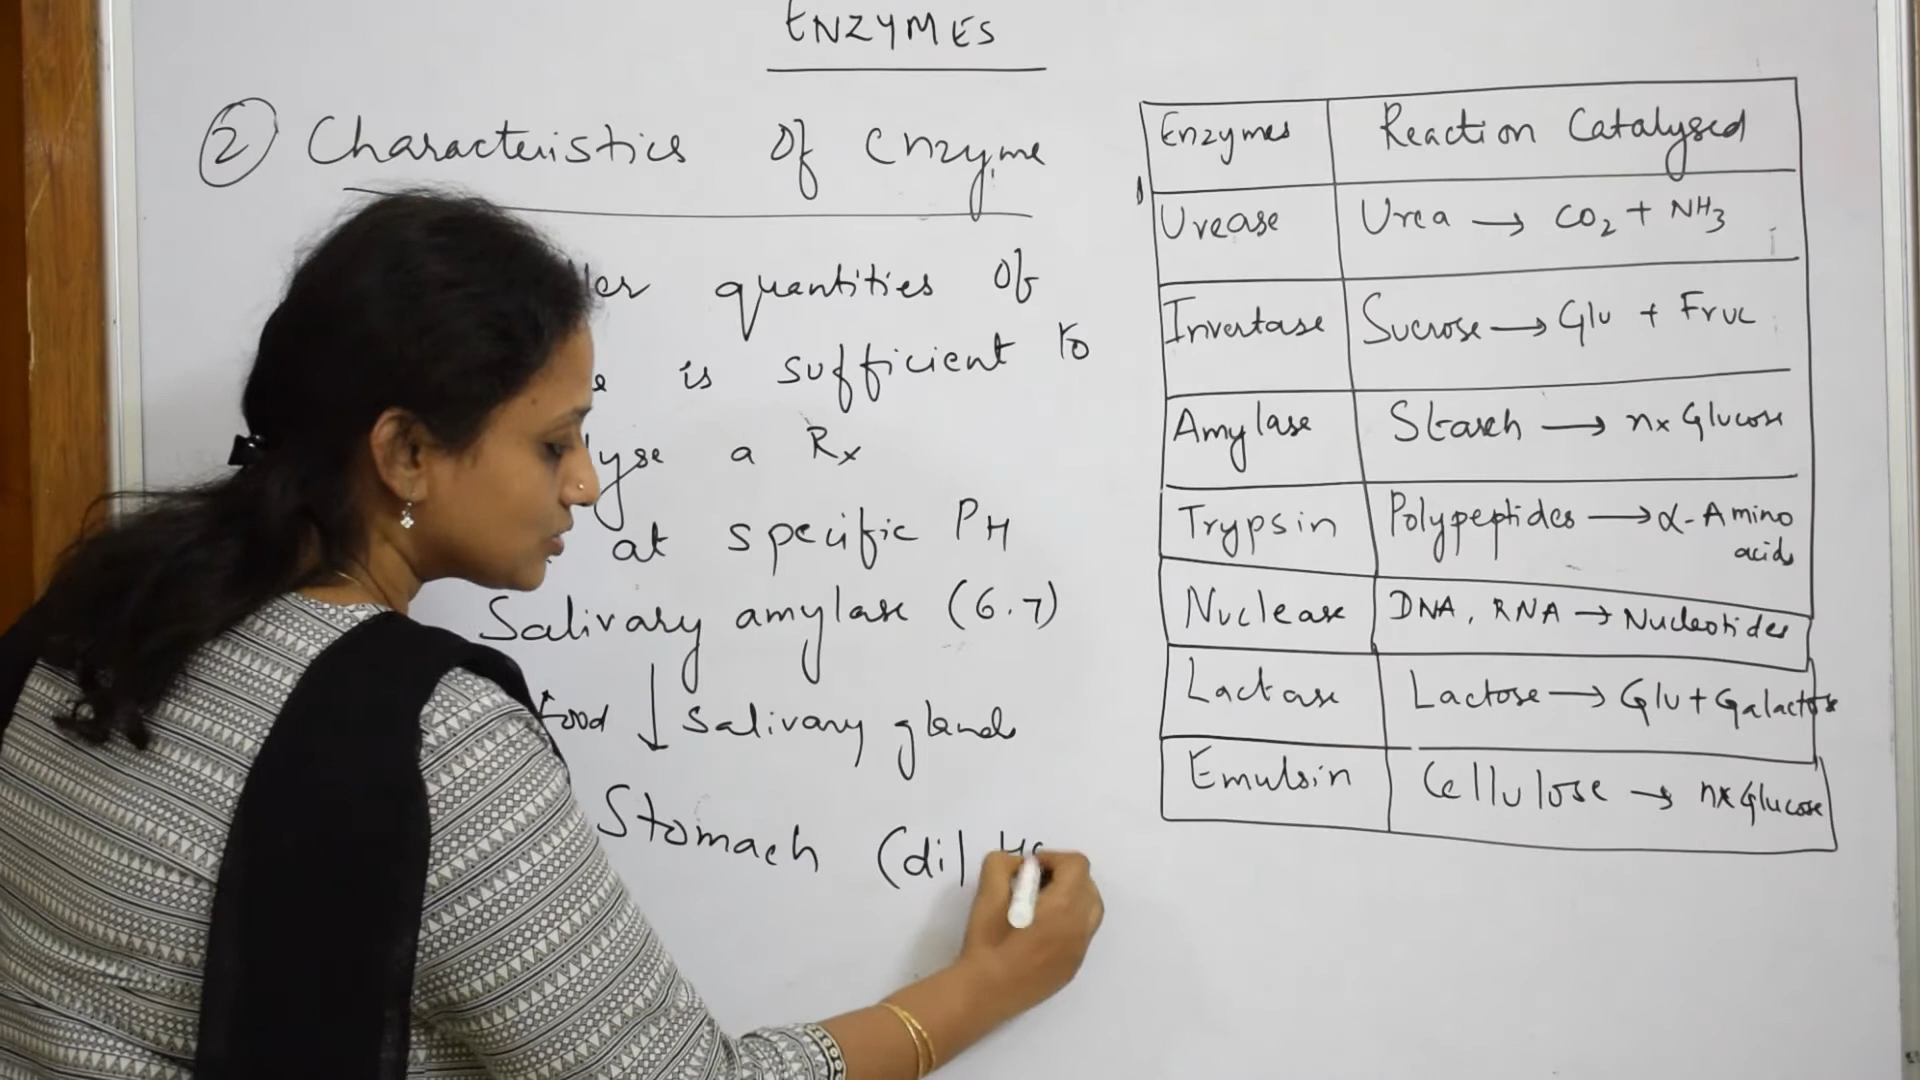 ENZYMES
② Characteristics of Enzyme
quantities of
is sufficient to
a Rx
at specific PH
Salivary amylase (6.7)
food ↓ Salivary glands
Stomach (dil
Enzymes Reaction Catalysed
Urease Urea → CO₂ + NH₃
Invertase Sucrose → Glu + Fruc
Amylase Starch → nx Glucose
Trypsin Polypeptides → α-Amino
acids
Nuclease DNA, RNA → Nucleotides
Lactase Lactose → Glu + Galactose
Emulsin Cellulose → nx Glucose